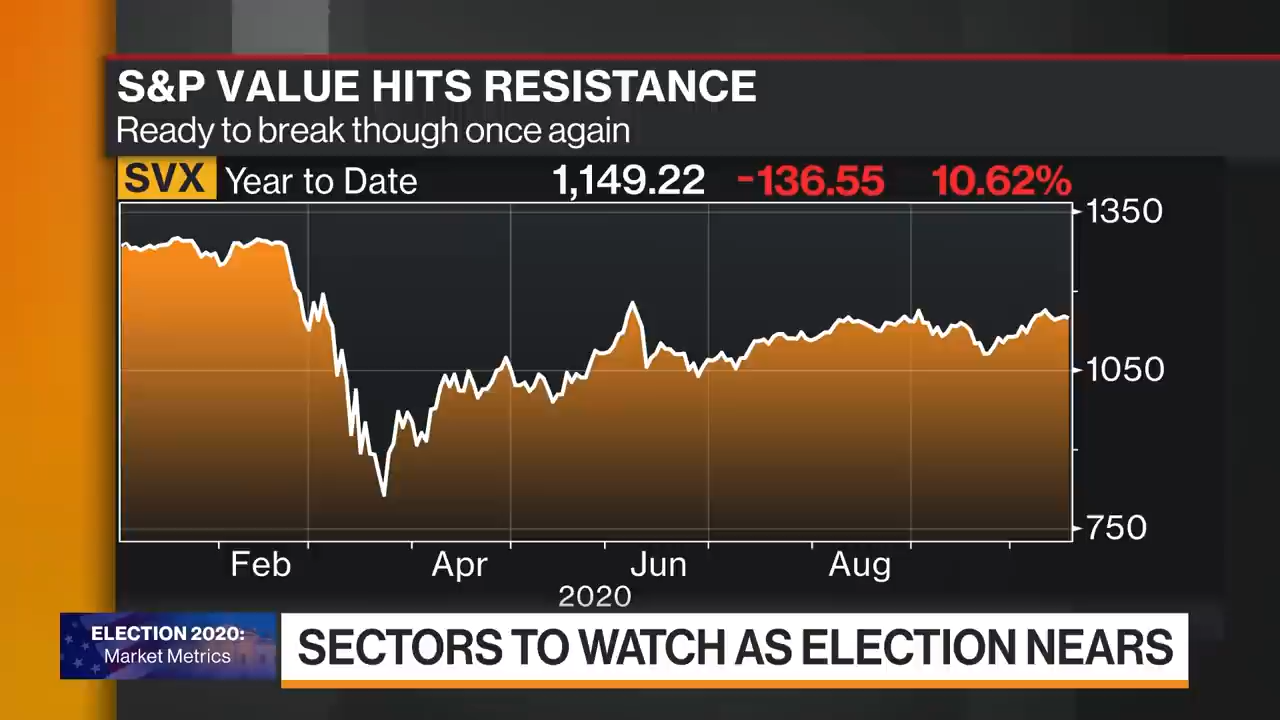 S&P VALUE HITS RESISTANCE
Ready to break though once again
SVX Year to Date 1,149.22 -136.55 10.62%
1350
1050
750
Feb Apr Jun Aug
2020
ELECTION 2020:
Market Metrics
SECTORS TO WATCH AS ELECTION NEARS